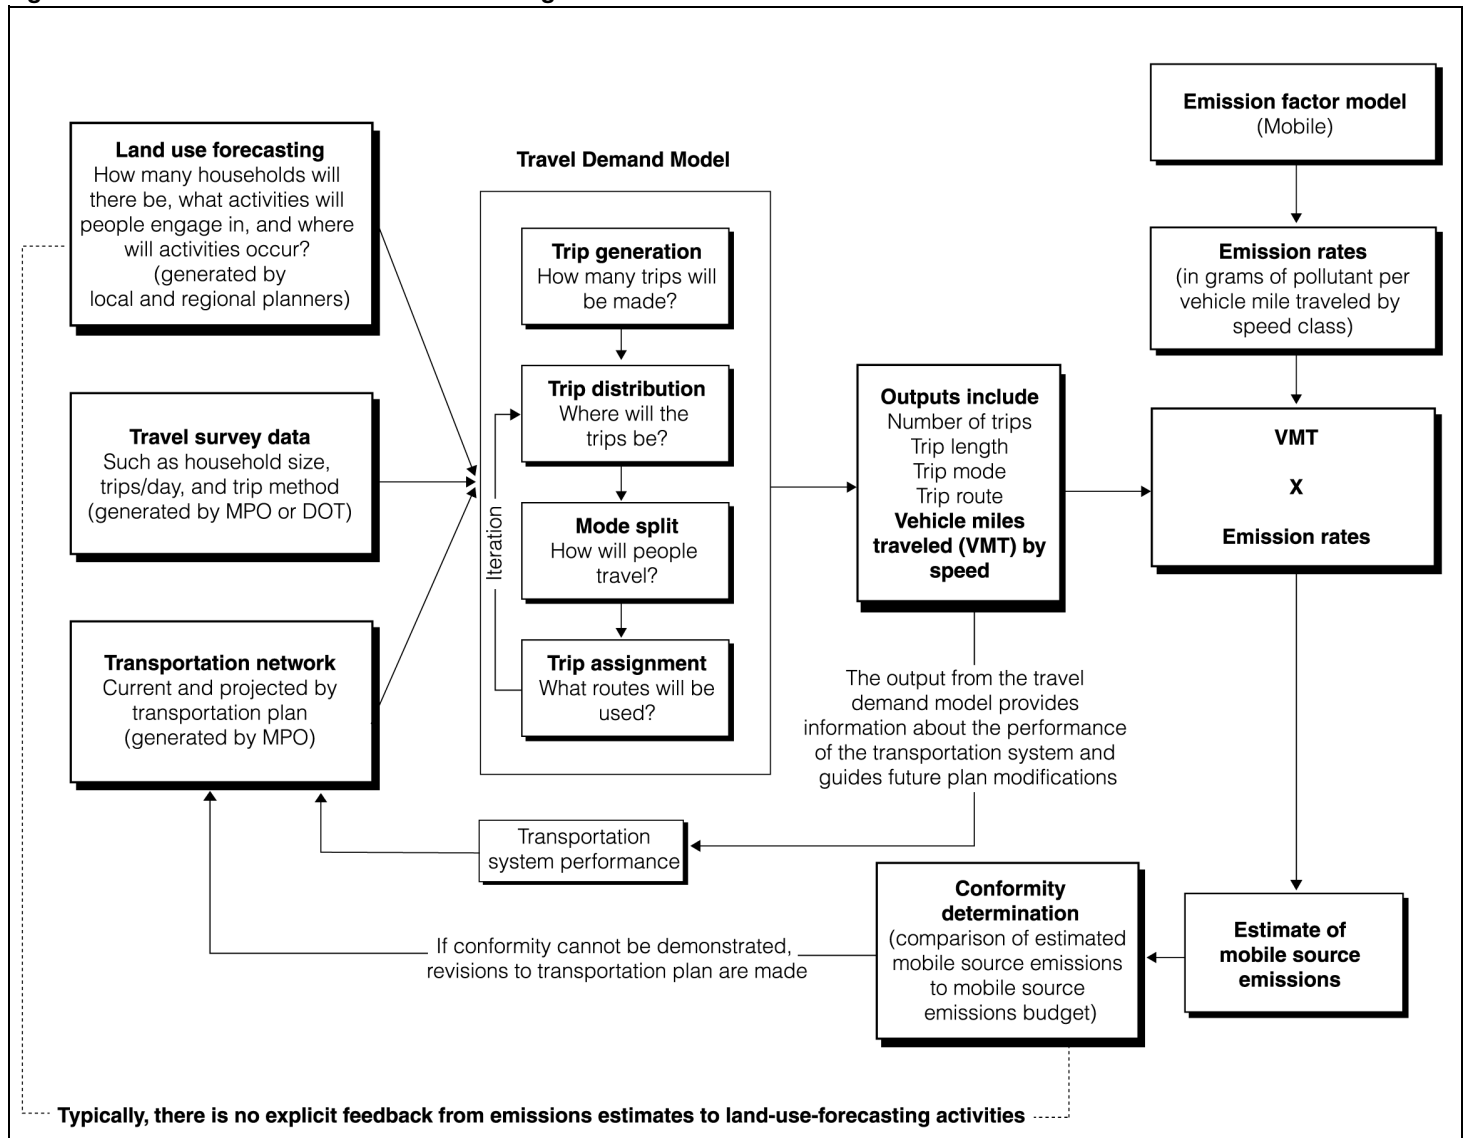 Emission factor model
(Mobile)
Land use forecasting
How many households will
there be, what activities will
people engage in, and where
will activities occur?
(generated by
local and regional planners)
Travel Demand Model
Trip generation
How many trips will
be made?
Emission rates
(in grams of pollutant per
vehicle mile traveled by
speed class)
Travel survey data
Such as household size,
trips/day, and trip method
(generated by MPO or DOT)
Trip distribution
Where will the
trips be?
Iteration
Mode split
How will people
travel?
Outputs include
Number of trips
Trip length
Trip mode
Trip route
Vehicle miles
traveled (VMT) by
speed
VMT
X
Emission rates
Transportation network
Current and projected by
transportation plan
(generated by MPO)
Trip assignment
What routes will be
used?
The output from the travel
demand model provides
information about the performance
of the transportation system and
guides future plan modifications
Transportation
system performance
Conformity
determination
(comparison of estimated
mobile source emissions
to mobile source
emissions budget)
Estimate of
mobile source
emissions
If conformity cannot be demonstrated,
revisions to transportation plan are made
Typically, there is no explicit feedback from emissions estimates to land-use-forecasting activities